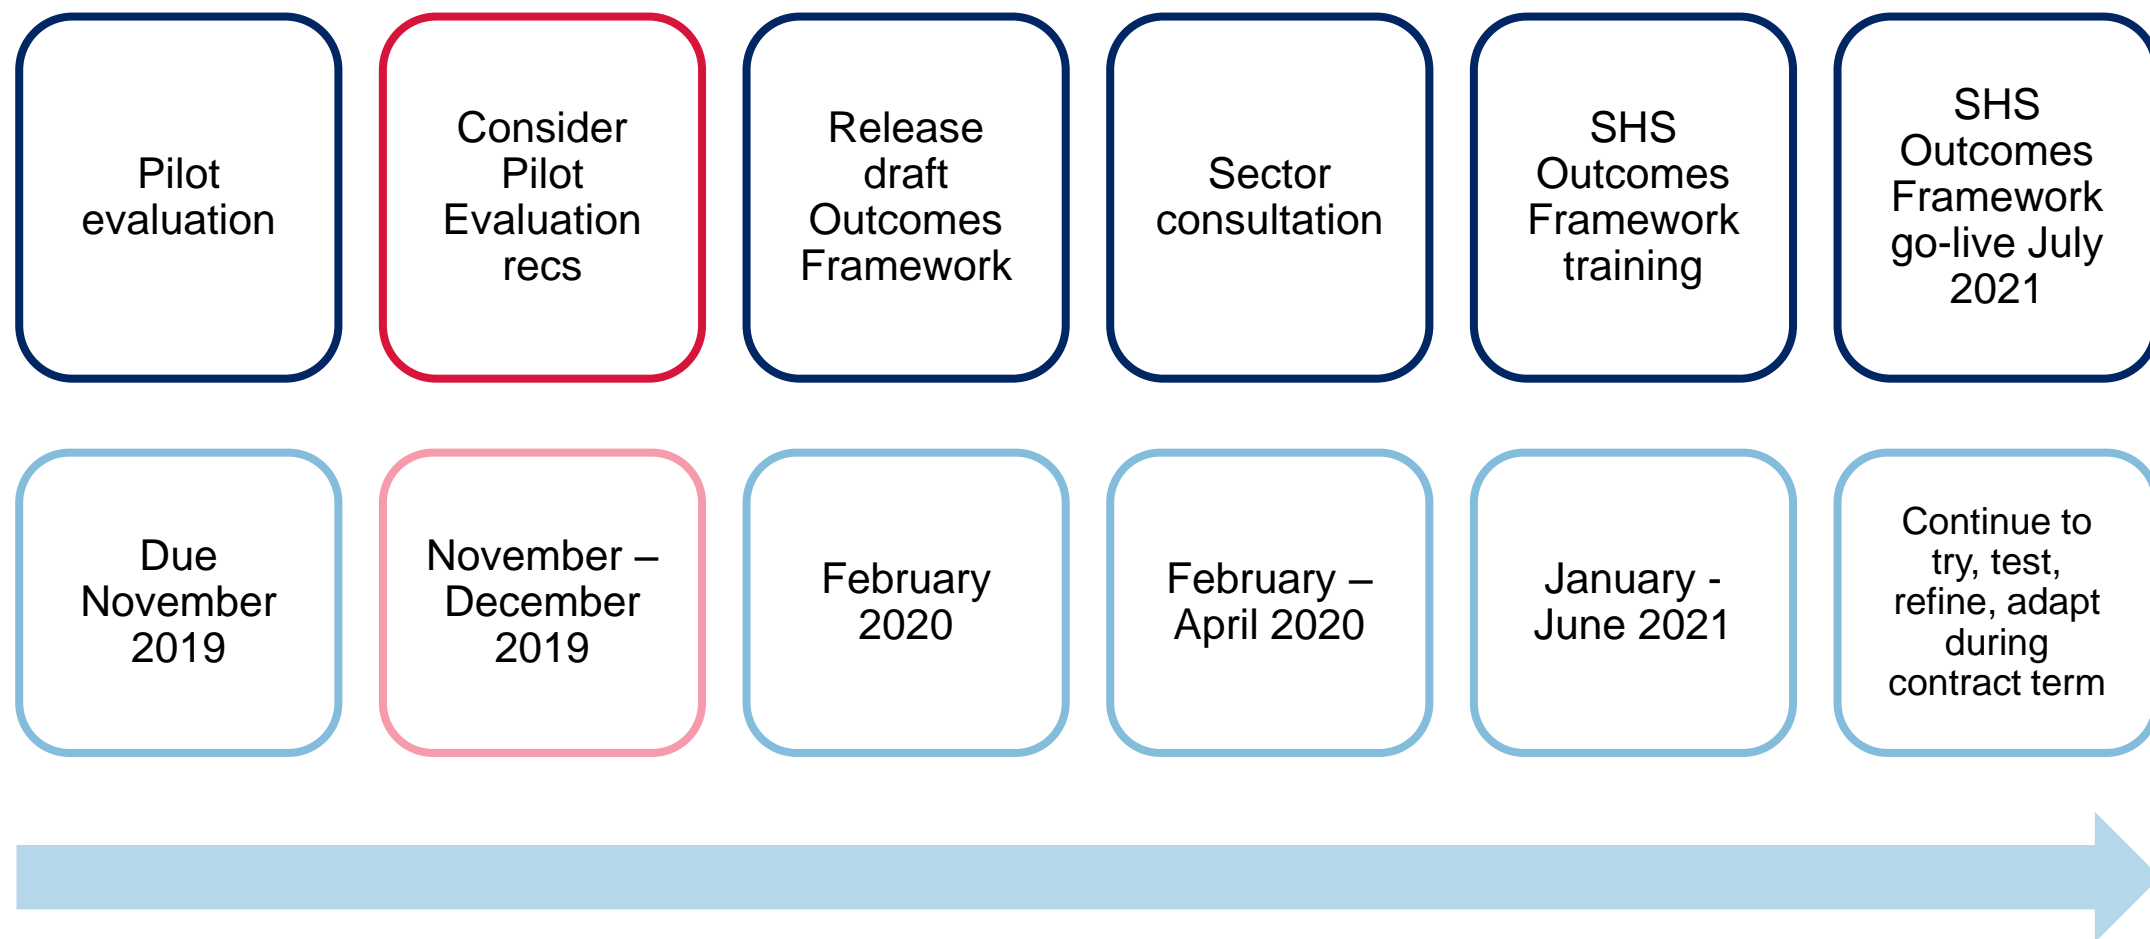 Pilot
evaluation
Consider
Pilot
Evaluation
recs
Release
draft
Outcomes
Framework
Sector
consultation
SHS
Outcomes
Framework
training
SHS
Outcomes
Framework
go-live July
2021
Due
November
2019
November –
December
2019
February
2020
February –
April 2020
January -
June 2021
Continue to
try, test,
refine, adapt
during
contract term